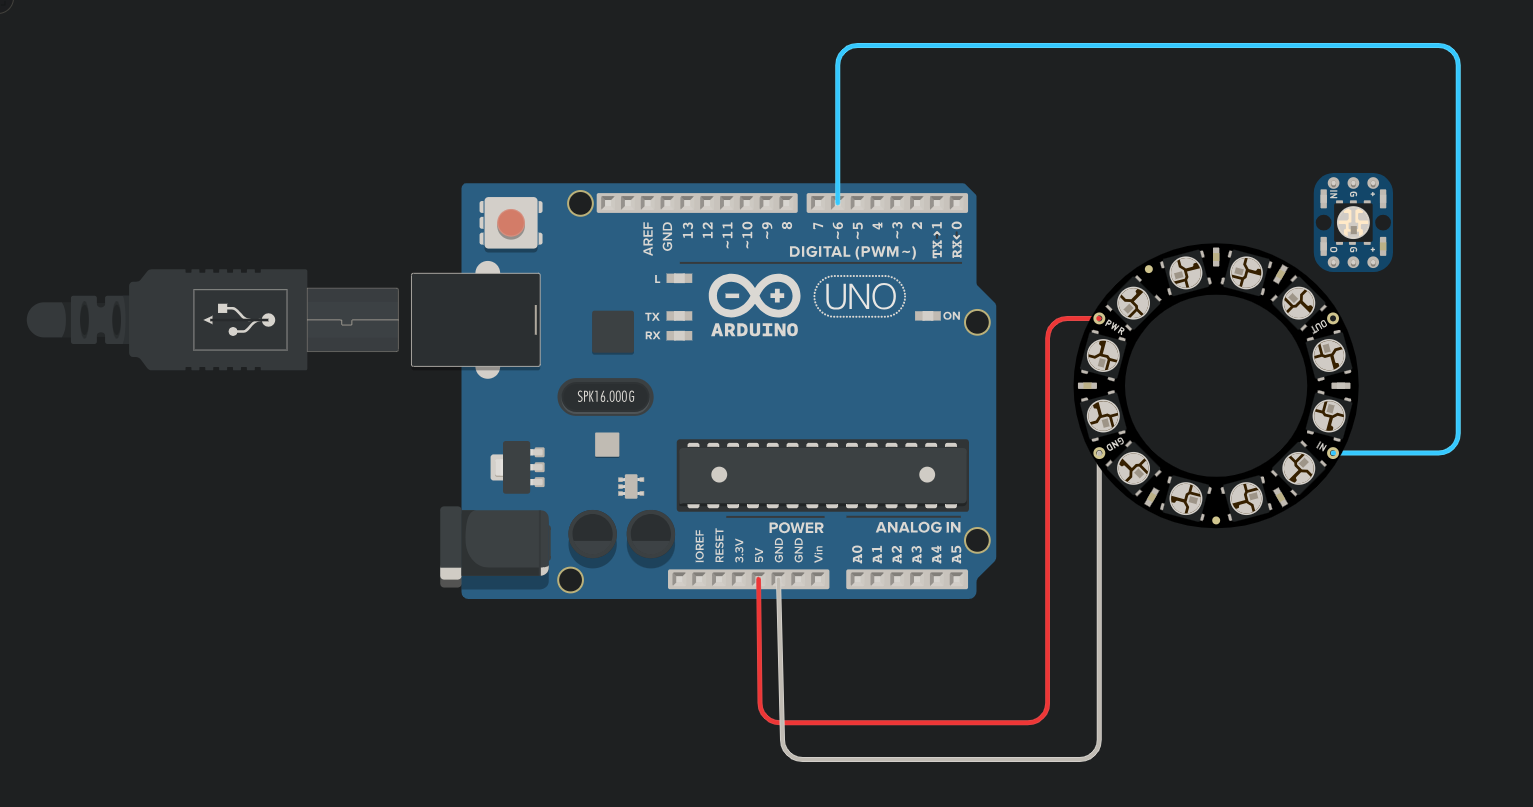 AREF
GND
13
12
~11
~10
~9
8
7
~6
~5
4
~3
2
TX>1
RX<0
DIGITAL (PWM~)
L
TX
RX
ARDUINO
UNO
ON
SPK16.000G
POWER
ANALOG IN
IOREF
RESET
3.3V
5V
GND
GND
Vin
A0
A1
A2
A3
A4
A5
IN
G
+
O
G
+
PWR
OUT
GND
IN